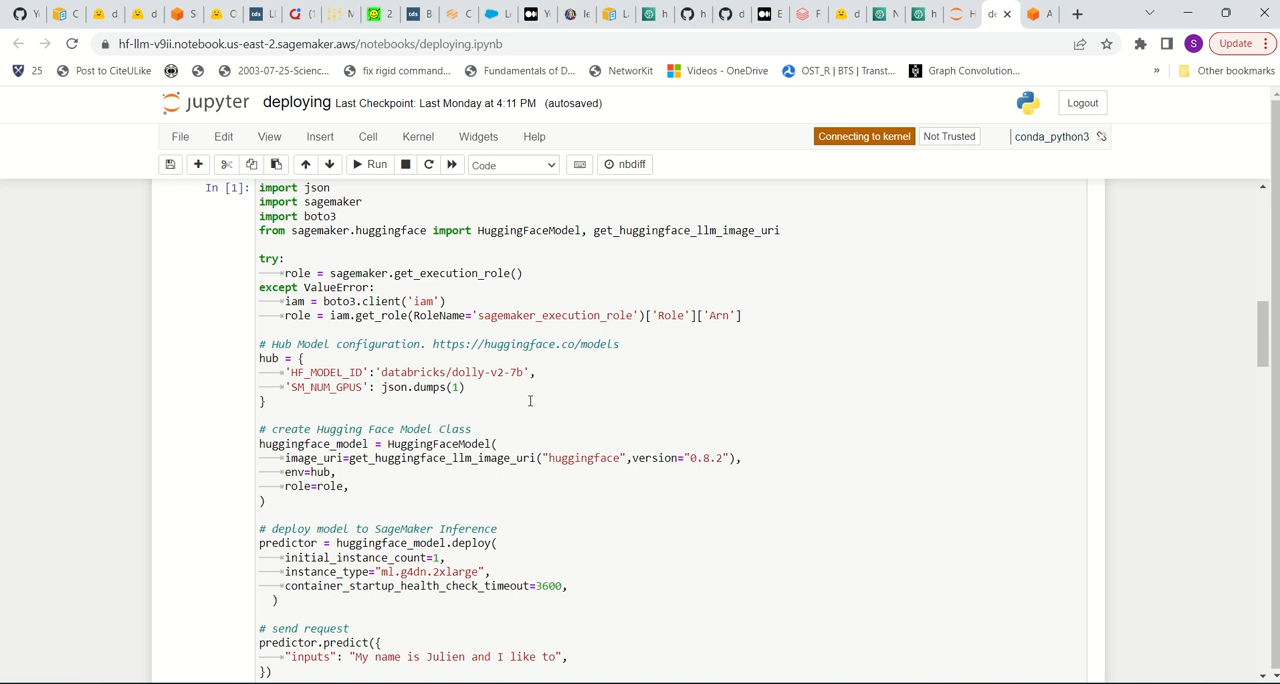 hf-llm-v9ii.notebook.us-east-2.sagemaker.aws/notebooks/deploying.ipynb
Update
25 Post to CiteULike 2003-07-25-Scienc... fix rigid command... Fundamentals of D... NetworKit Videos - OneDrive OST_R | BTS | Transt... Graph Convolution... » Other bookmarks
jupyter deploying Last Checkpoint: Last Monday at 4:11 PM (autosaved) Logout
File Edit View Insert Cell Kernel Widgets Help Connecting to kernel Not Trusted conda_python3
Run Code nbdiff
In [1]: import json
import sagemaker
import boto3
from sagemaker.huggingface import HuggingFaceModel, get_huggingface_llm_image_uri
try:
role = sagemaker.get_execution_role()
except ValueError:
iam = boto3.client('iam')
role = iam.get_role(RoleName='sagemaker_execution_role')['Role']['Arn']
# Hub Model configuration. https://huggingface.co/models
hub = {
'HF_MODEL_ID':'databricks/dolly-v2-7b',
'SM_NUM_GPUS': json.dumps(1)
}
# create Hugging Face Model Class
huggingface_model = HuggingFaceModel(
image_uri=get_huggingface_llm_image_uri("huggingface",version="0.8.2"),
env=hub,
role=role,
)
# deploy model to SageMaker Inference
predictor = huggingface_model.deploy(
initial_instance_count=1,
instance_type="ml.g4dn.2xlarge",
container_startup_health_check_timeout=3600,
)
# send request
predictor.predict({
"inputs": "My name is Julien and I like to",
})